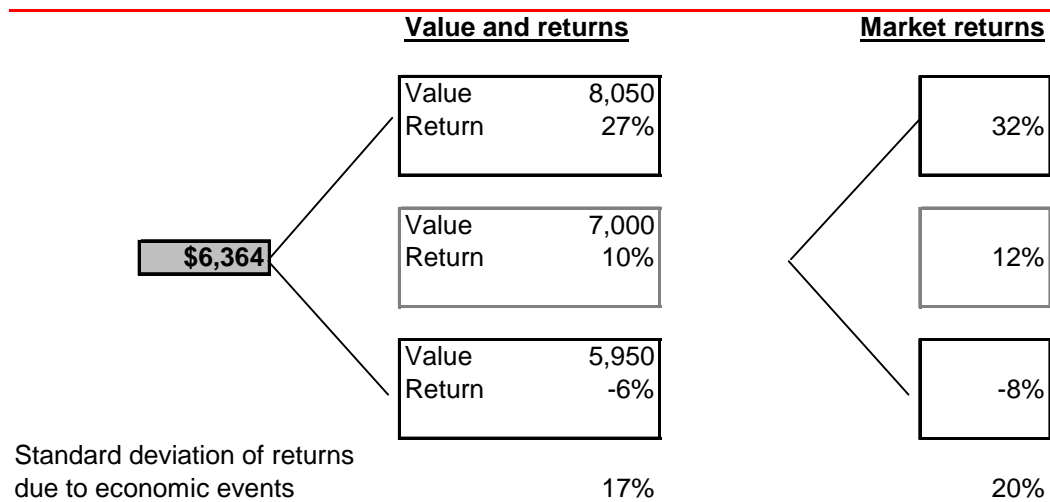 Value and returns Market returns
Value 8,050
Return 27% 32%
Value 7,000
$6,364 Return 10% 12%
Value 5,950
Return -6% -8%
Standard deviation of returns
due to economic events 17% 20%